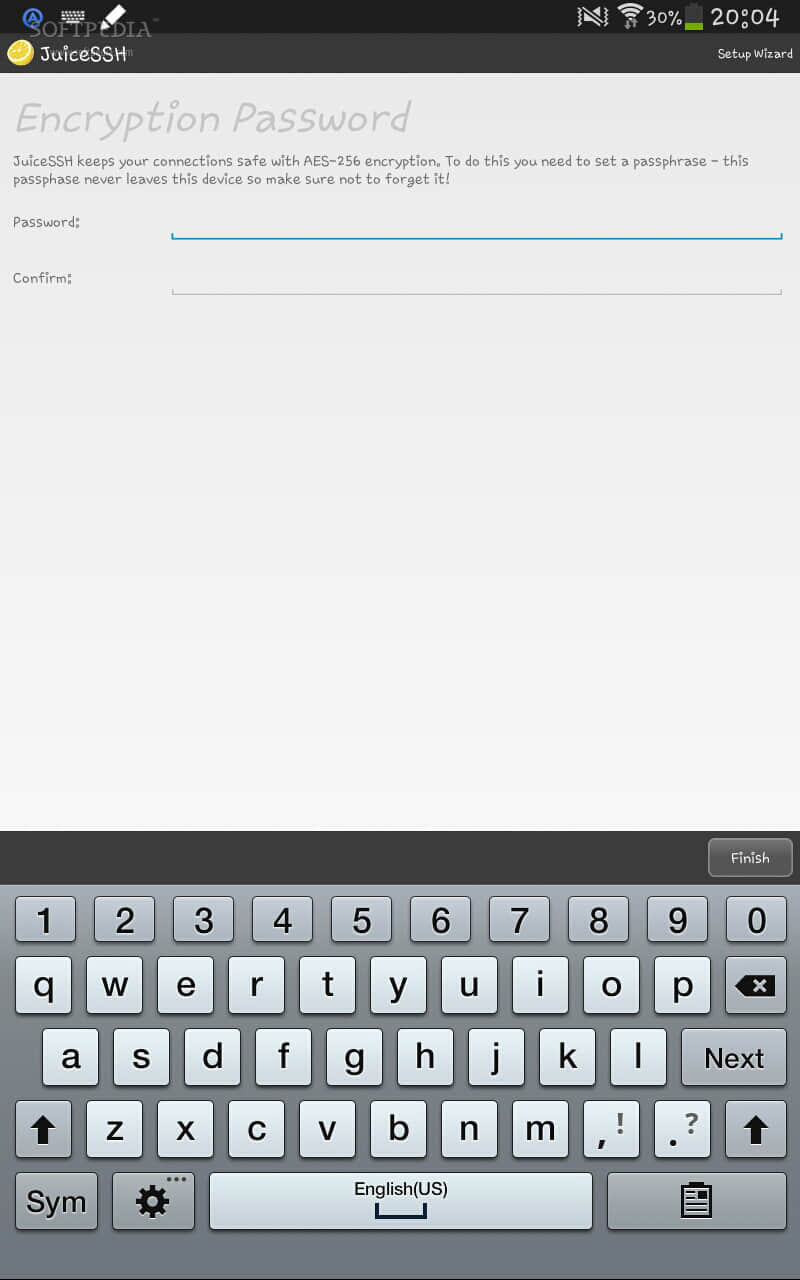 SOFTPEDIA
30% 20:04
JuiceSSH
Setup Wizard
Encryption Password
JuiceSSH keeps your connections safe with AES-256 encryption. To do this you need to set a passphrase - this
passphase never leaves this device so make sure not to forget it!
Password:
Confirm:
Finish
1 2 3 4 5 6 7 8 9 0
q w e r t y u i o p
a s d f g h j k l Next
z x c v b n m , ! . ?
Sym ... English(US)